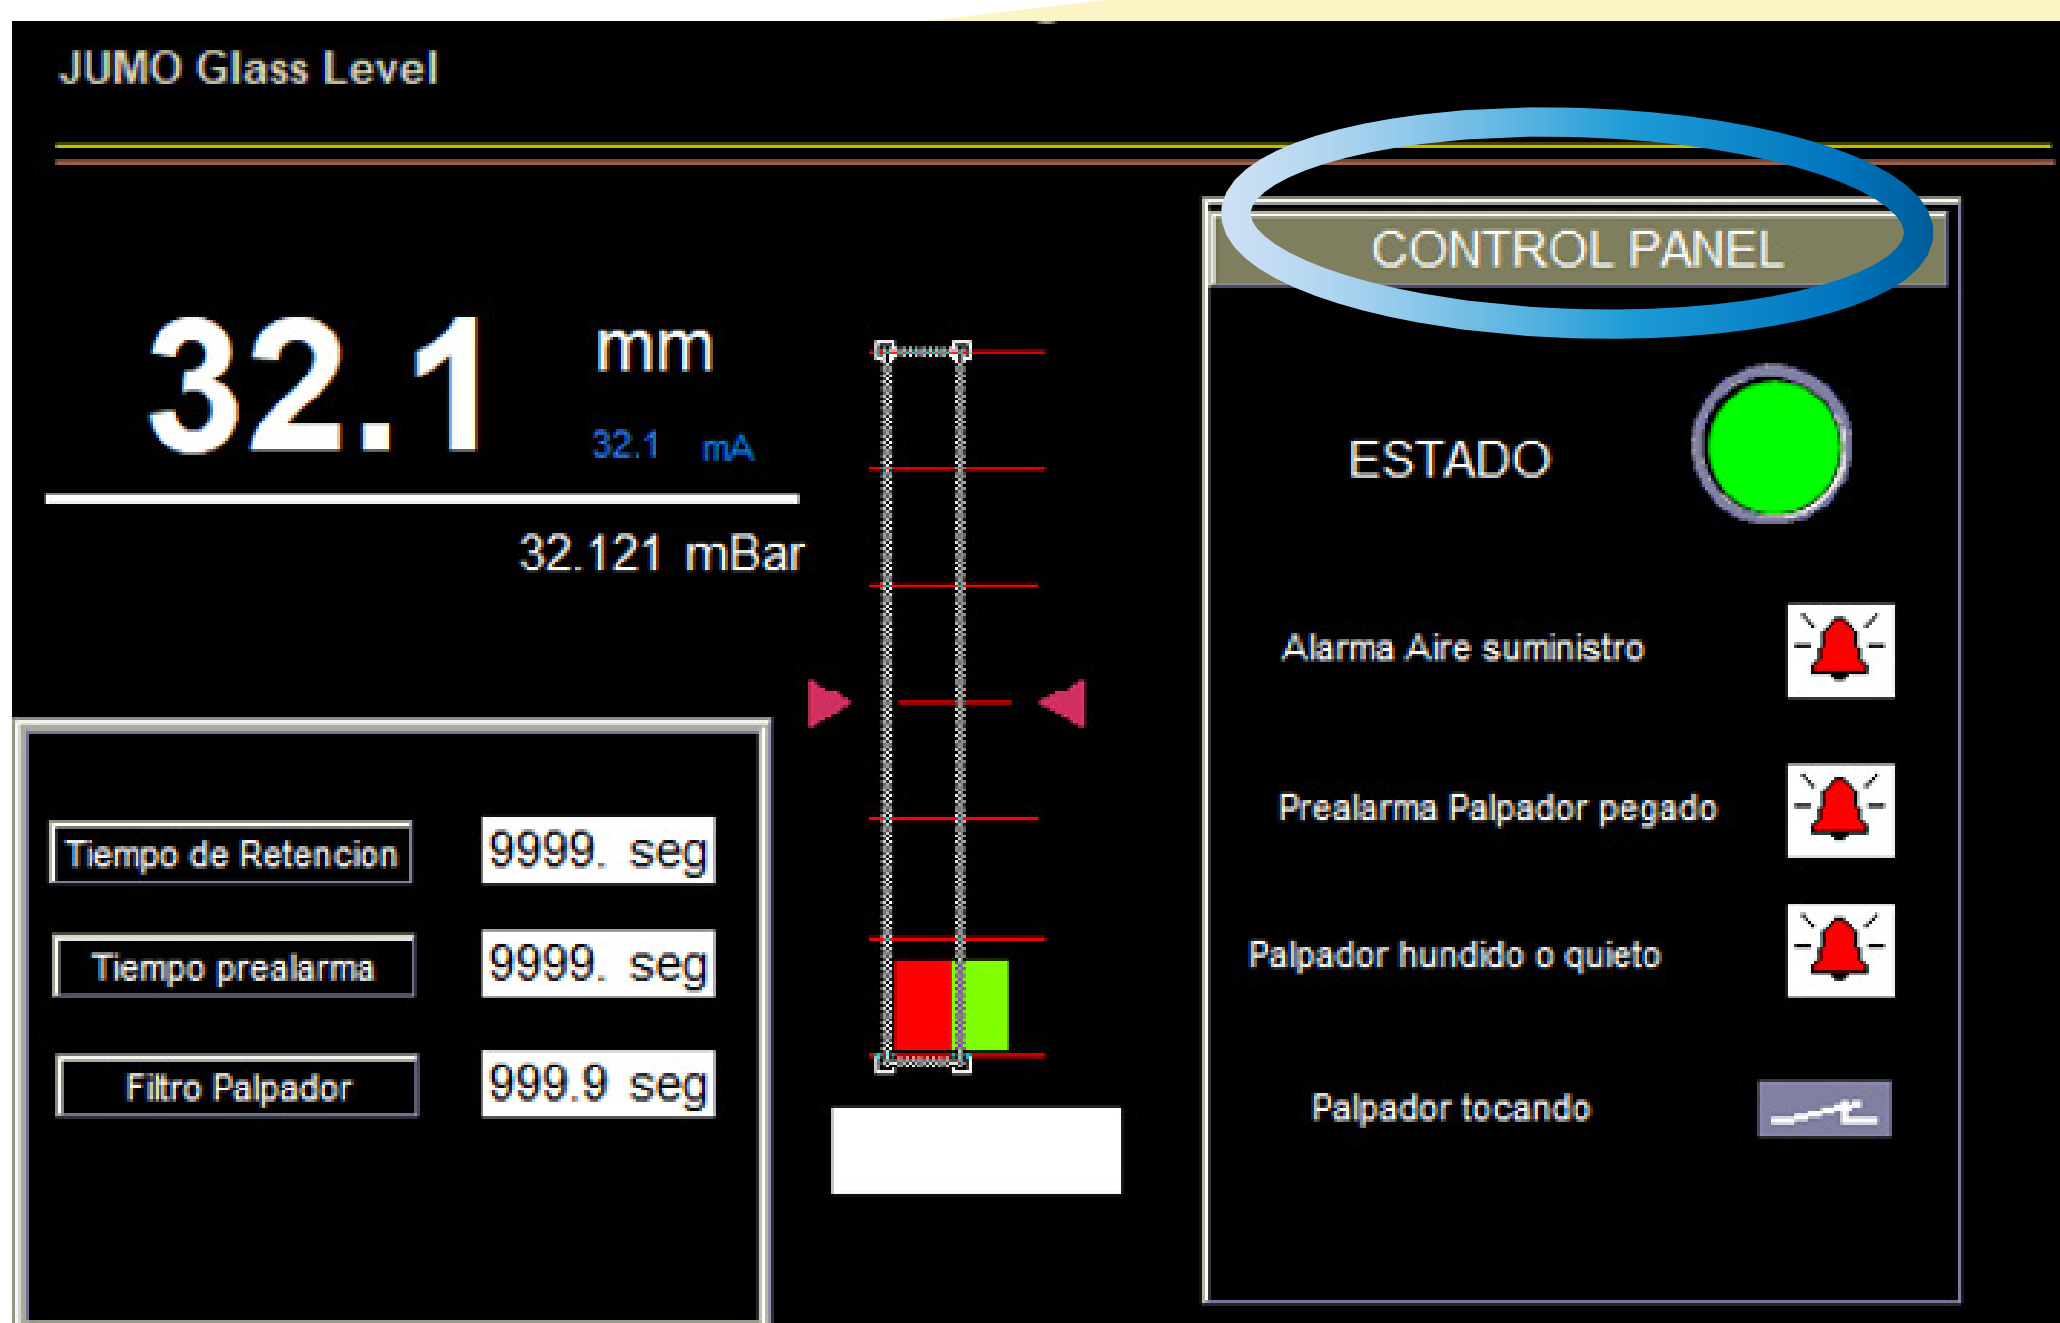 JUMO Glass Level
CONTROL PANEL
32.1 mm
32.1 mA
32.121 mBar
ESTADO
Alarma Aire suministro
Prealarma Palpador pegado
Palpador hundido o quieto
Palpador tocando
Tiempo de Retencion 9999. seg
Tiempo prealarma 9999. seg
Filtro Palpador 999.9 seg